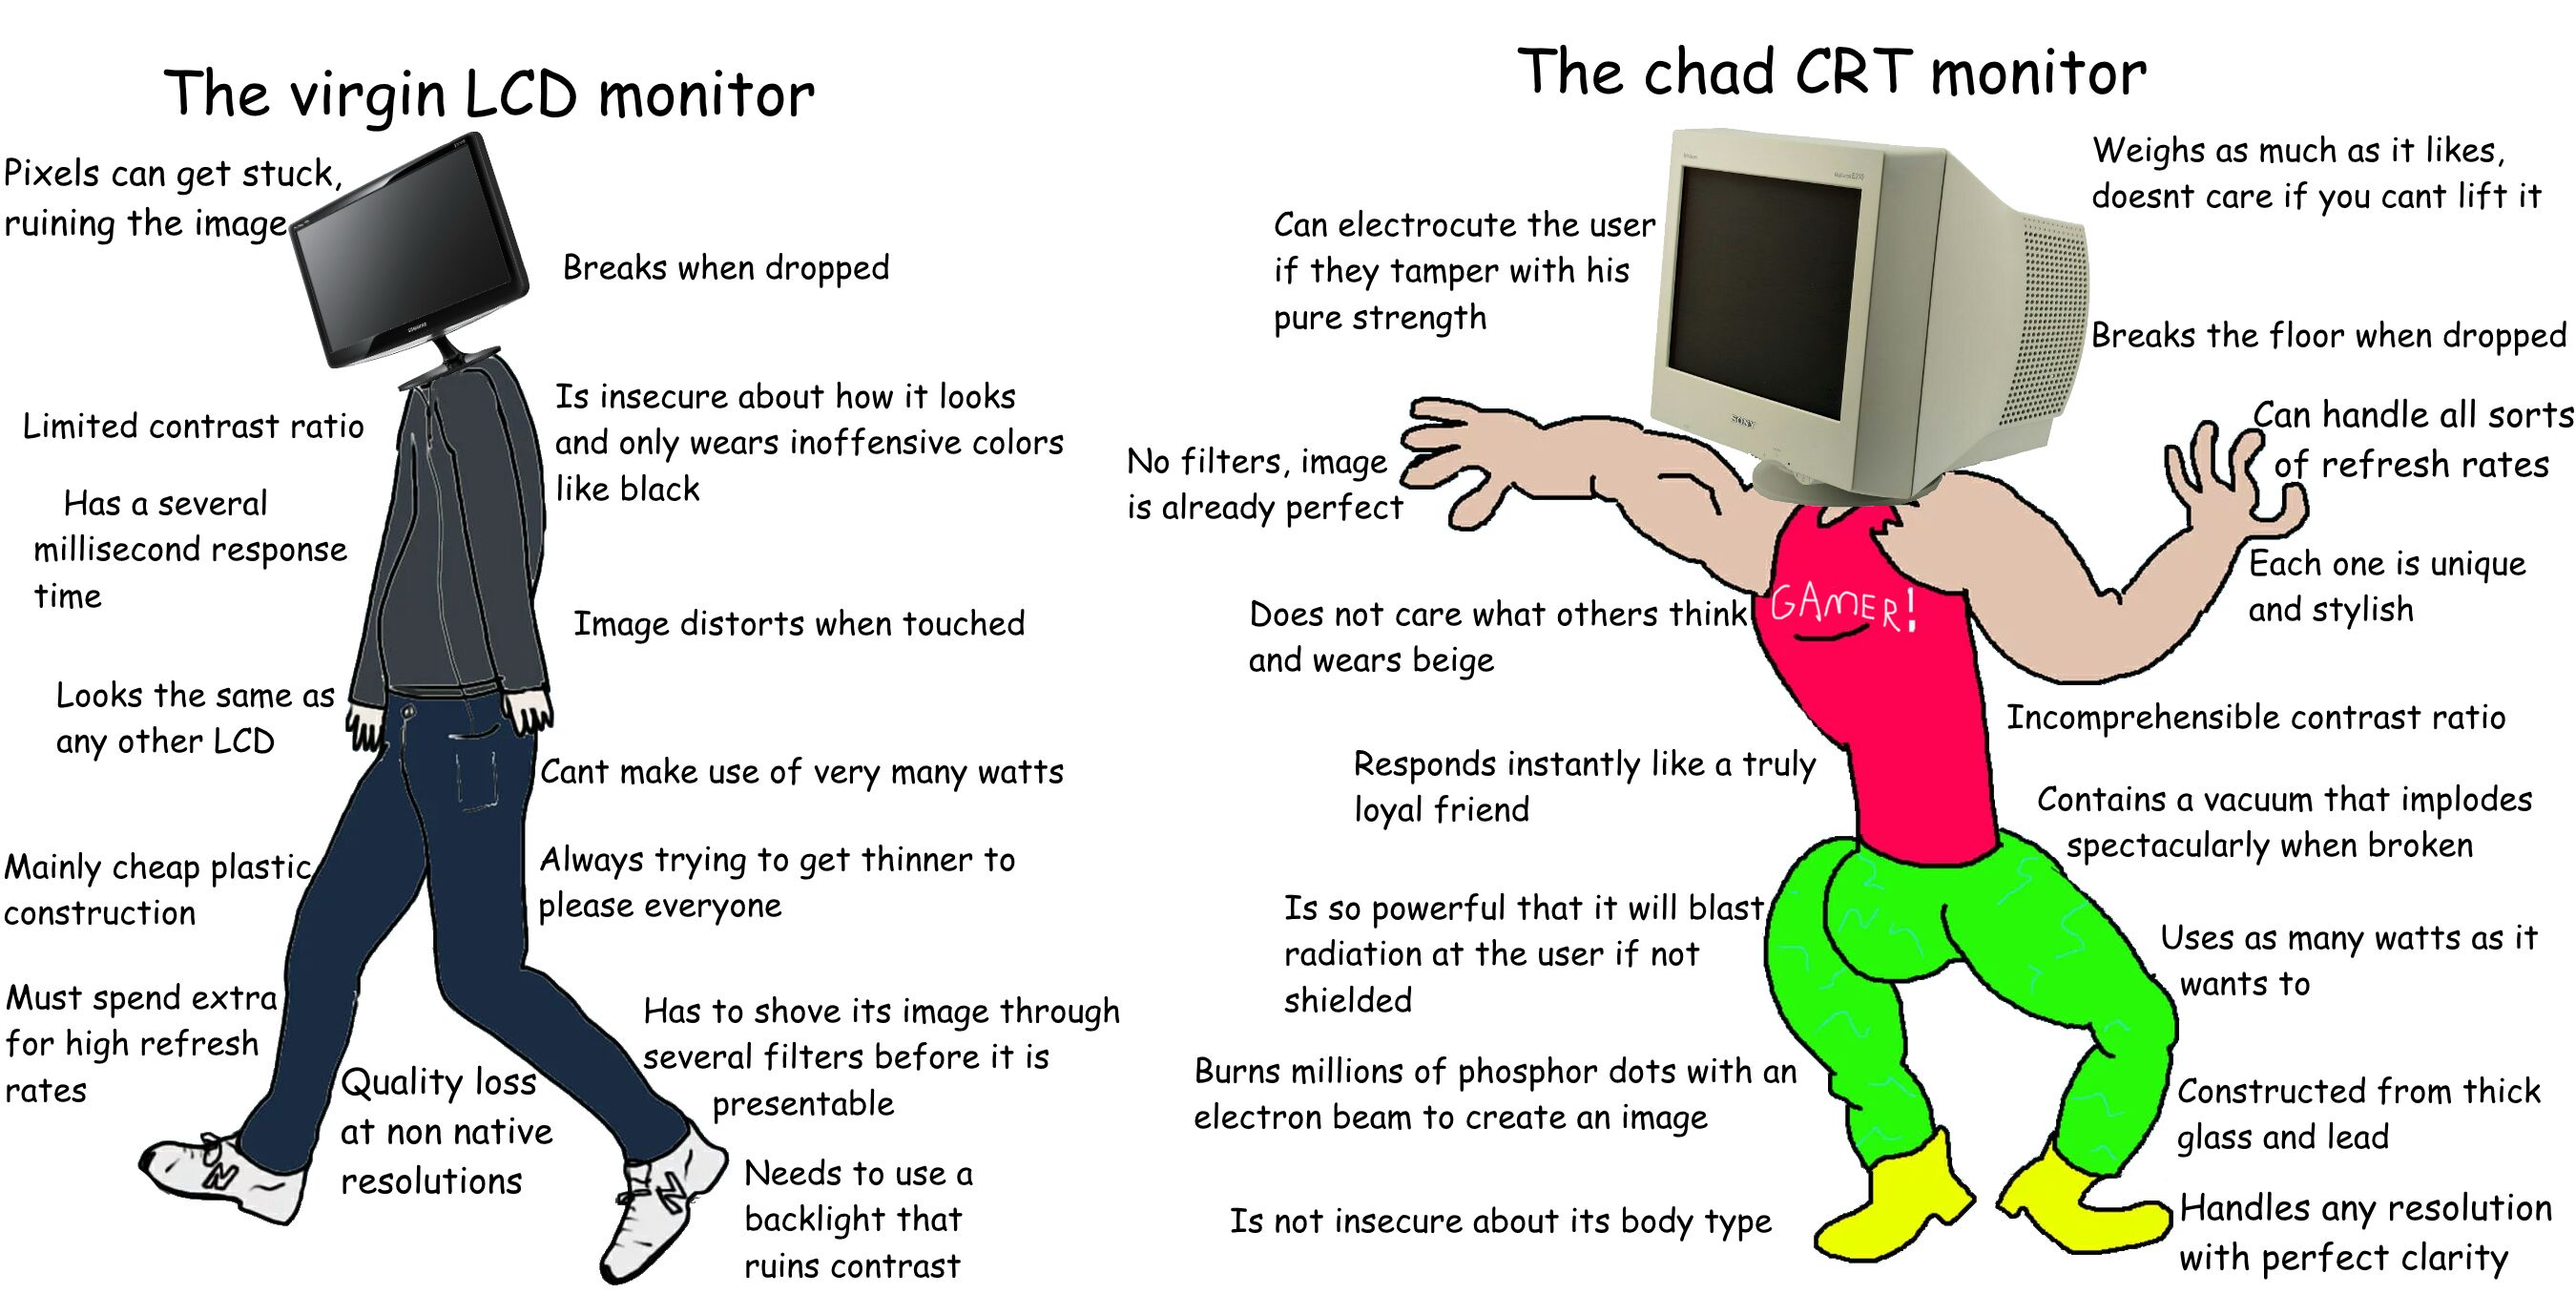 The virgin LCD monitor
Pixels can get stuck,
ruining the image
Breaks when dropped
Limited contrast ratio
Is insecure about how it looks
and only wears inoffensive colors
like black
Has a several
millisecond response
time
Image distorts when touched
Looks the same as
any other LCD
Cant make use of very many watts
Mainly cheap plastic
construction
Always trying to get thinner to
please everyone
Must spend extra
for high refresh
rates
Has to shove its image through
several filters before it is
presentable
Quality loss
at non native
resolutions
Needs to use a
backlight that
ruins contrast
N
N
SAMSUNG
The chad CRT monitor
Weighs as much as it likes,
doesnt care if you cant lift it
Can electrocute the user
if they tamper with his
pure strength
Breaks the floor when dropped
SONY
Can handle all sorts
of refresh rates
No filters, image
is already perfect
Each one is unique
and stylish
GAMER!
Does not care what others think
and wears beige
Incomprehensible contrast ratio
Responds instantly like a truly
loyal friend
Contains a vacuum that implodes
spectacularly when broken
Is so powerful that it will blast
radiation at the user if not
shielded
Uses as many watts as it
wants to
Burns millions of phosphor dots with an
electron beam to create an image
Constructed from thick
glass and lead
Is not insecure about its body type
Handles any resolution
with perfect clarity